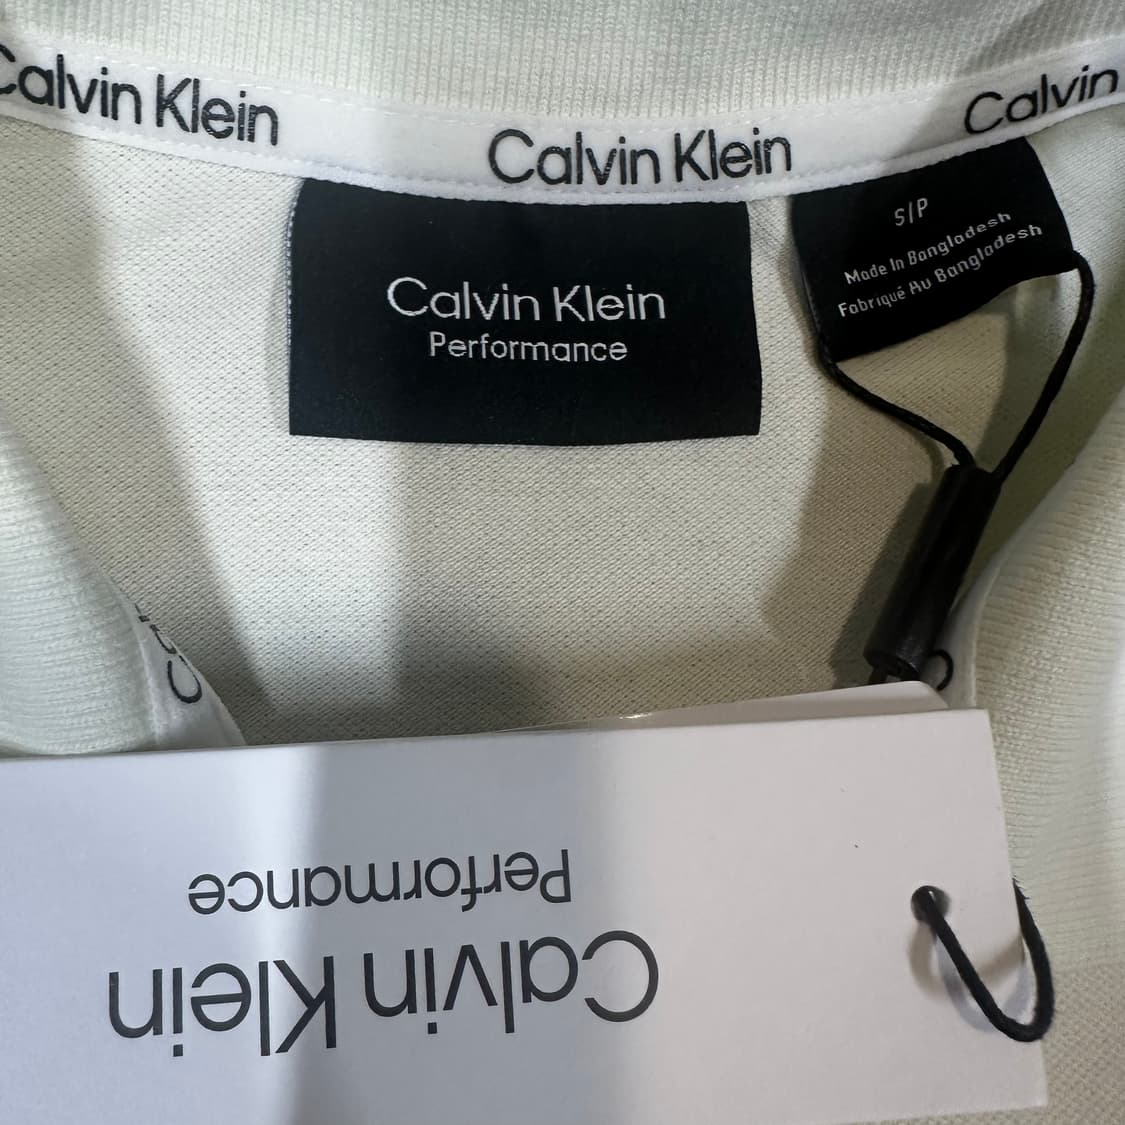 Calvin Klein
Calvin Klein
Calvin
Calvin Klein
Performance
S/P
Made In Bangladesh
Fabriqué Au Bangladesh
Calvin Klein
Performance